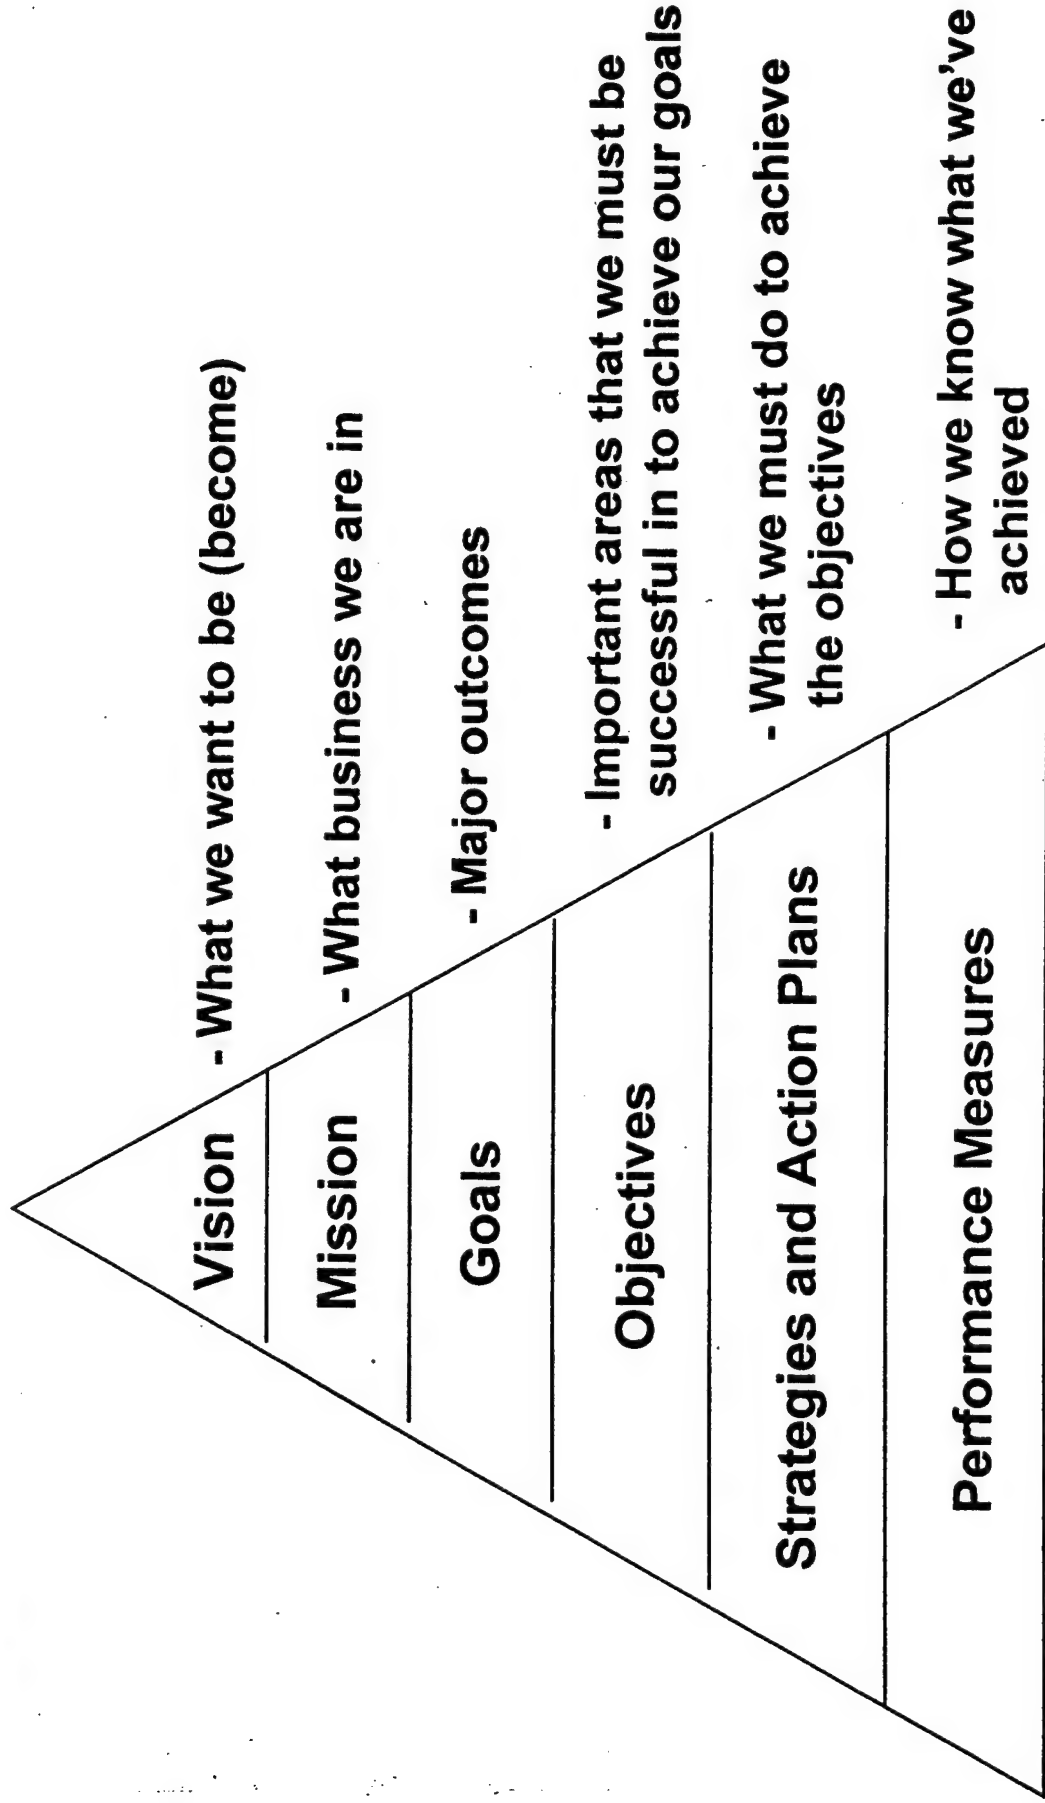 Vision
- What we want to be (become)
Mission
- What business we are in
Goals
- Major outcomes
Objectives
- Important areas that we must be
successful in to achieve our goals
Strategies and Action Plans
- What we must do to achieve
the objectives
Performance Measures
- How we know what we've
achieved